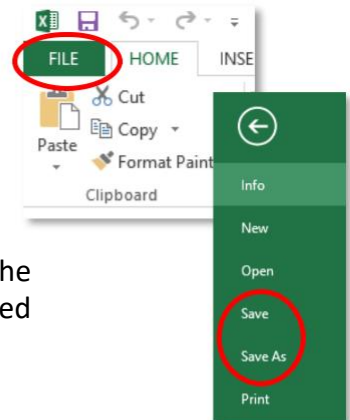 FILE HOME INSE
Cut
Copy
Paste
Format Paint
Clipboard
Info
New
Open
Save
Save As
Print
he
ed